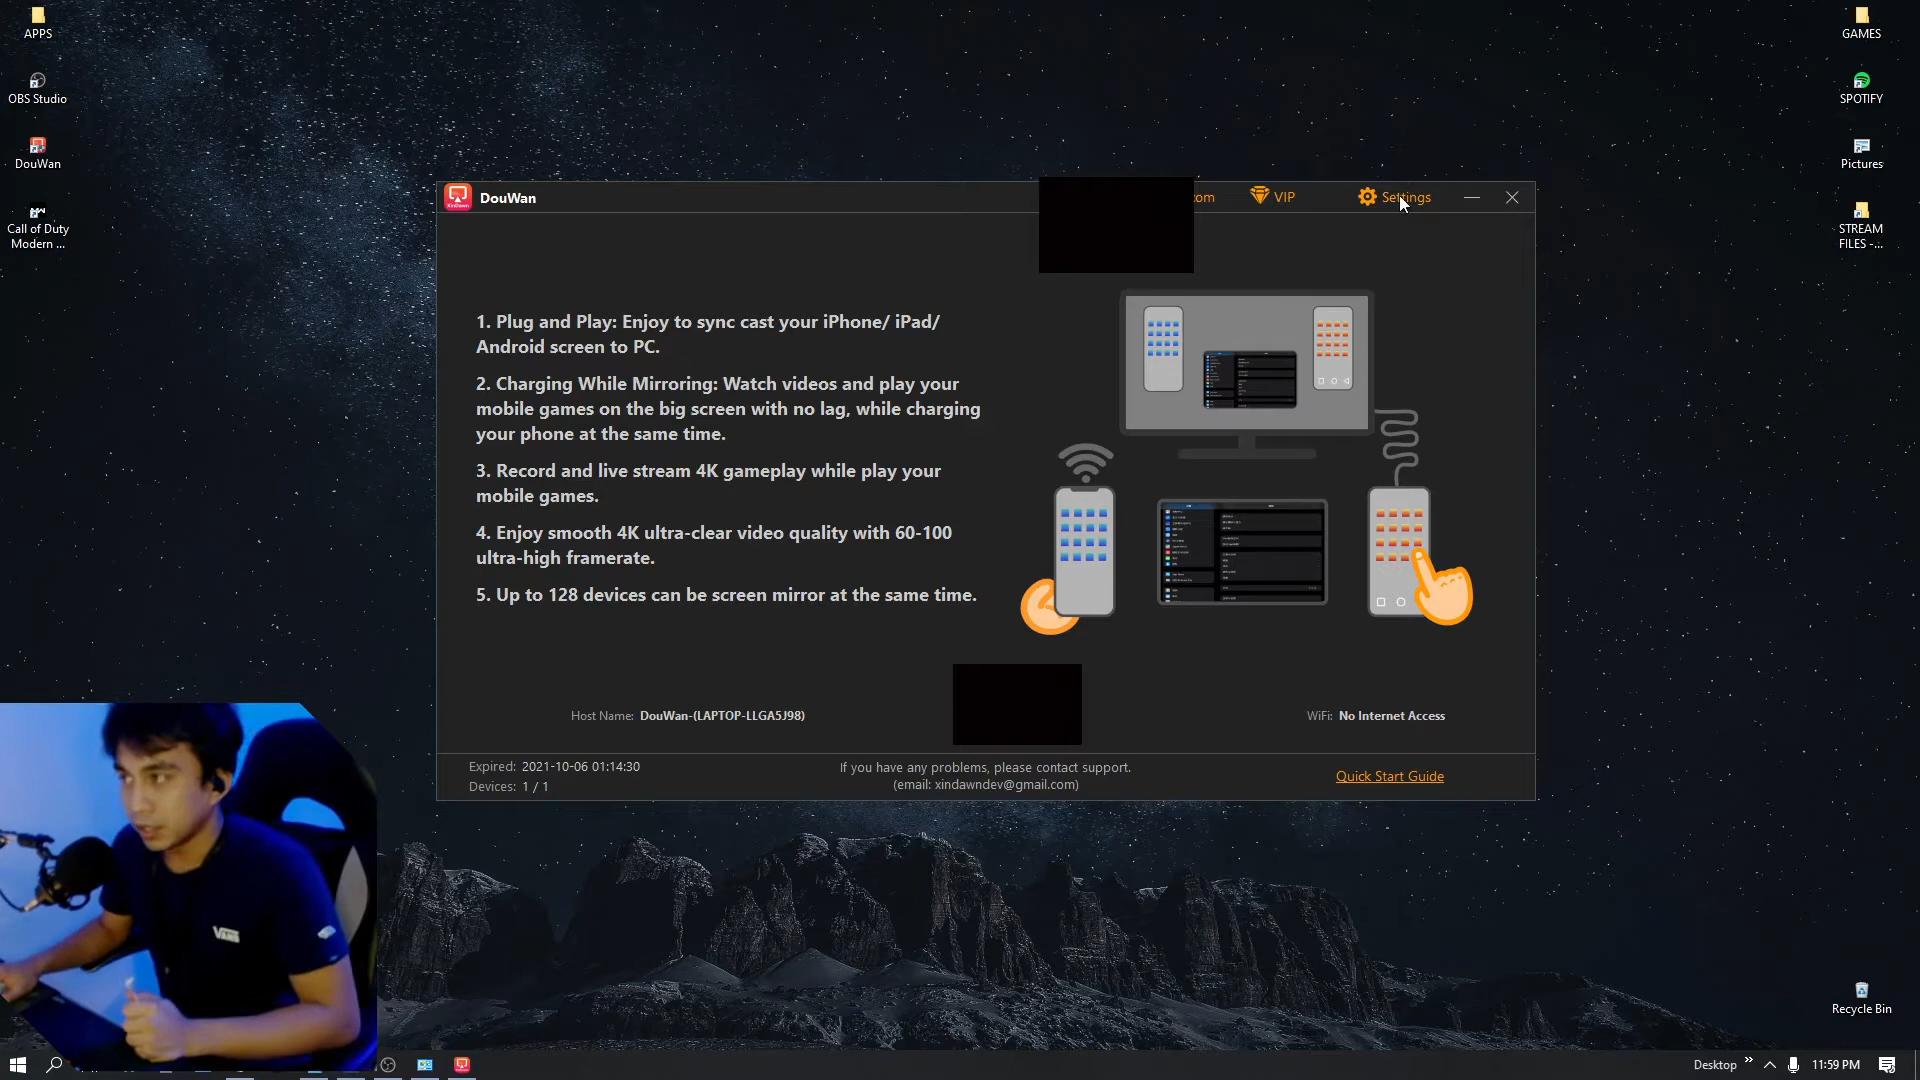 APPS
OBS Studio
DouWan
Call of Duty
Modern ...
GAMES
SPOTIFY
Pictures
STREAM
FILES -...
DouWan
com
VIP
Settings
1. Plug and Play: Enjoy to sync cast your iPhone/ iPad/
Android screen to PC.
2. Charging While Mirroring: Watch videos and play your
mobile games on the big screen with no lag, while charging
your phone at the same time.
3. Record and live stream 4K gameplay while play your
mobile games.
4. Enjoy smooth 4K ultra-clear video quality with 60-100
ultra-high framerate.
5. Up to 128 devices can be screen mirror at the same time.
Host Name: DouWan-(LAPTOP-LLGA5J98)
WiFi: No Internet Access
Expired: 2021-10-06 01:14:30
Devices: 1 / 1
If you have any problems, please contact support.
(email: xindawndev@gmail.com)
Quick Start Guide
VANS
Recycle Bin
Desktop
11:59 PM